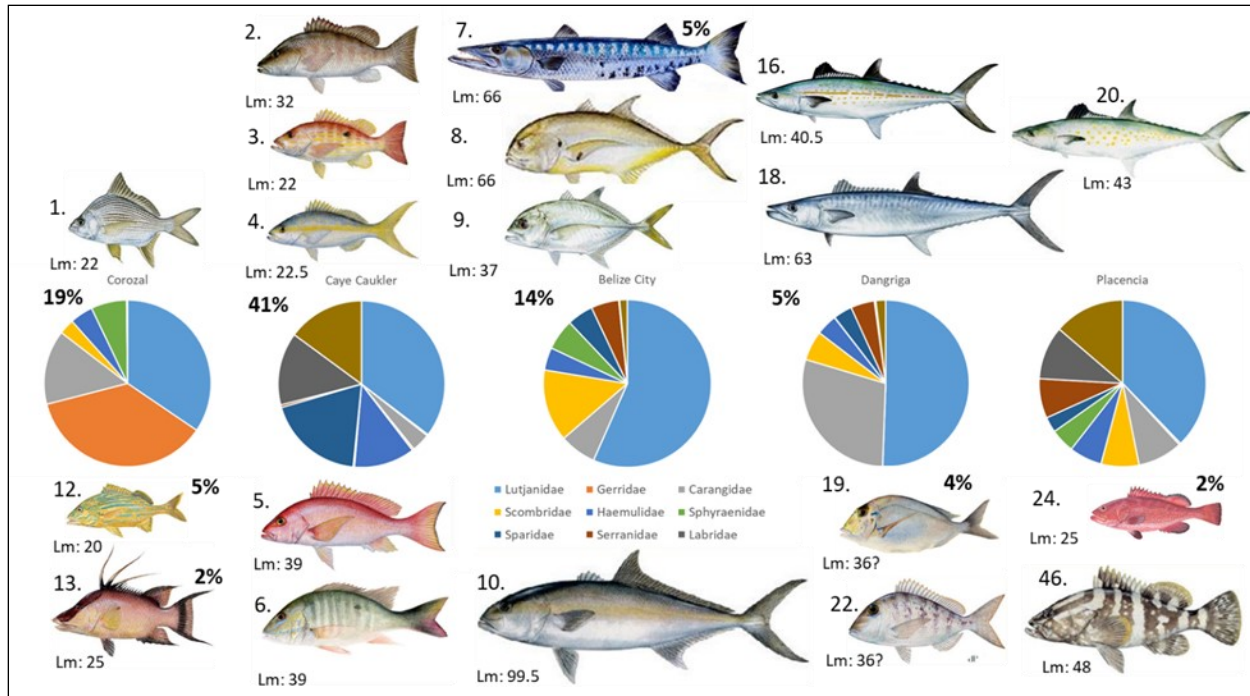 2.
Lm: 32
7.
5%
Lm: 66
16.
Lm: 40.5
20.
Lm: 43
3.
Lm: 22
8.
Lm: 66
18.
Lm: 63
1.
Lm: 22
4.
Lm: 22.5
9.
Lm: 37
Corozal
Caye Caukler
Belize City
Dangriga
Placencia
19%
41%
14%
5%
12.
5%
Lm: 20
5.
Lm: 39
Lutjanidae
Gerridae
Carangidae
Scombridae
Haemulidae
Sphyraenidae
Sparidae
Serranidae
Labridae
19.
4%
Lm: 36?
24.
2%
Lm: 25
13.
2%
Lm: 25
6.
Lm: 39
10.
Lm: 99.5
22.
Lm: 36?
46.
Lm: 48